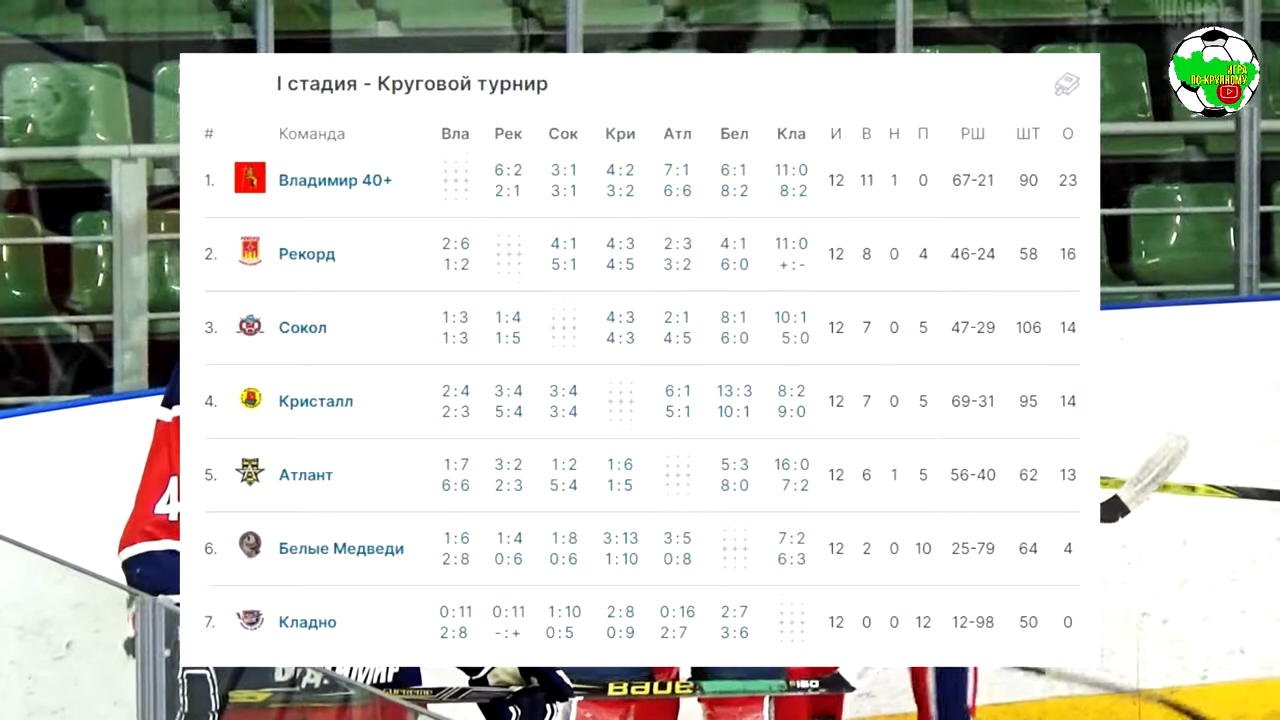 ИГРА
ПО-КРУПНОМУ
I стадия - Круговой турнир
# Команда Вла Рек Сок Кри Атл Бел Кла И В Н П РШ ШТ О
6:2 3:1 4:2 7:1 6:1 11:0
1. Владимир 40+ 12 11 1 0 67-21 90 23
2:1 3:1 3:2 6:6 8:2 8:2
2:6 4:1 4:3 2:3 4:1 11:0
2. Рекорд 12 8 0 4 46-24 58 16
1:2 5:1 4:5 3:2 6:0 +:-
1:3 1:4 4:3 2:1 8:1 10:1
3. Сокол 12 7 0 5 47-29 106 14
1:3 1:5 4:3 4:5 6:0 5:0
2:4 3:4 3:4 6:1 13:3 8:2
4. Кристалл 12 7 0 5 69-31 95 14
2:3 5:4 3:4 5:1 10:1 9:0
1:7 3:2 1:2 1:6 5:3 16:0
5. Атлант 12 6 1 5 56-40 62 13
6:6 2:3 5:4 1:5 8:0 7:2
1:6 1:4 1:8 3:13 3:5 7:2
6. Белые Медведи 12 2 0 10 25-79 64 4
2:8 0:6 0:6 1:10 0:8 6:3
0:11 0:11 1:10 2:8 0:16 2:7
7. Кладно 12 0 0 12 12-98 50 0
2:8 -:+ 0:5 0:9 2:7 3:6
4
SUPREME
BAUE